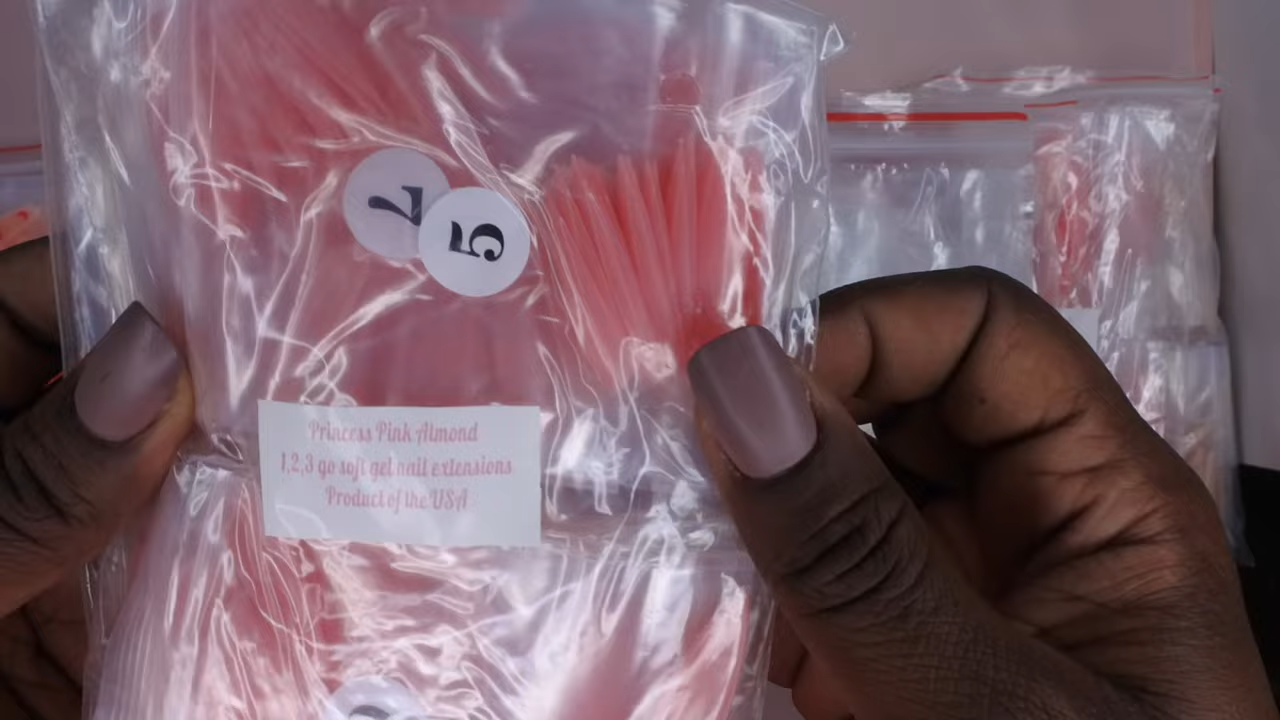 7
5
Princess Pink Almond
1,2,3 go soft gel nail extensions
Product of the USA